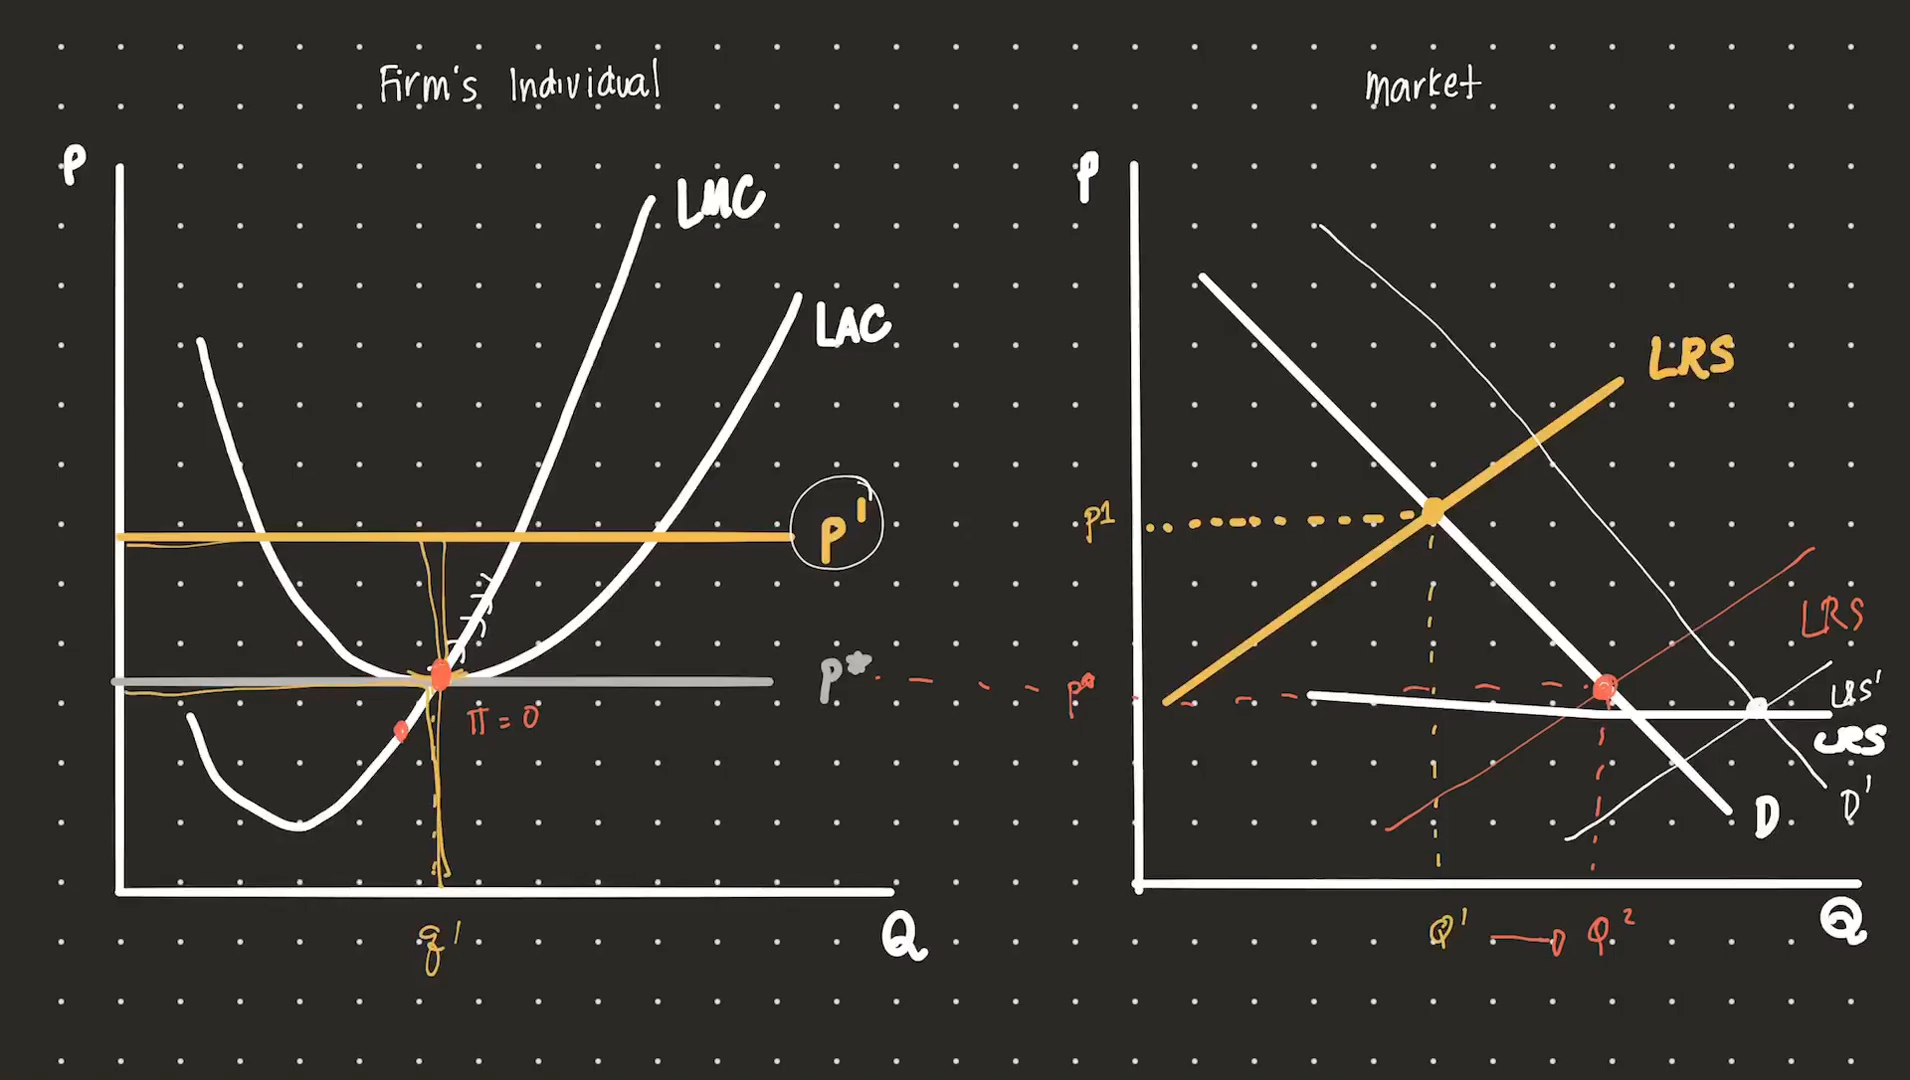 Firm's Individual
Market
P
LMC
LAC
P'
P*
π = 0
q'
Q
P
LRS
P1
LRS
P*
LRS'
LRS
D
D'
Q' → Q²
Q